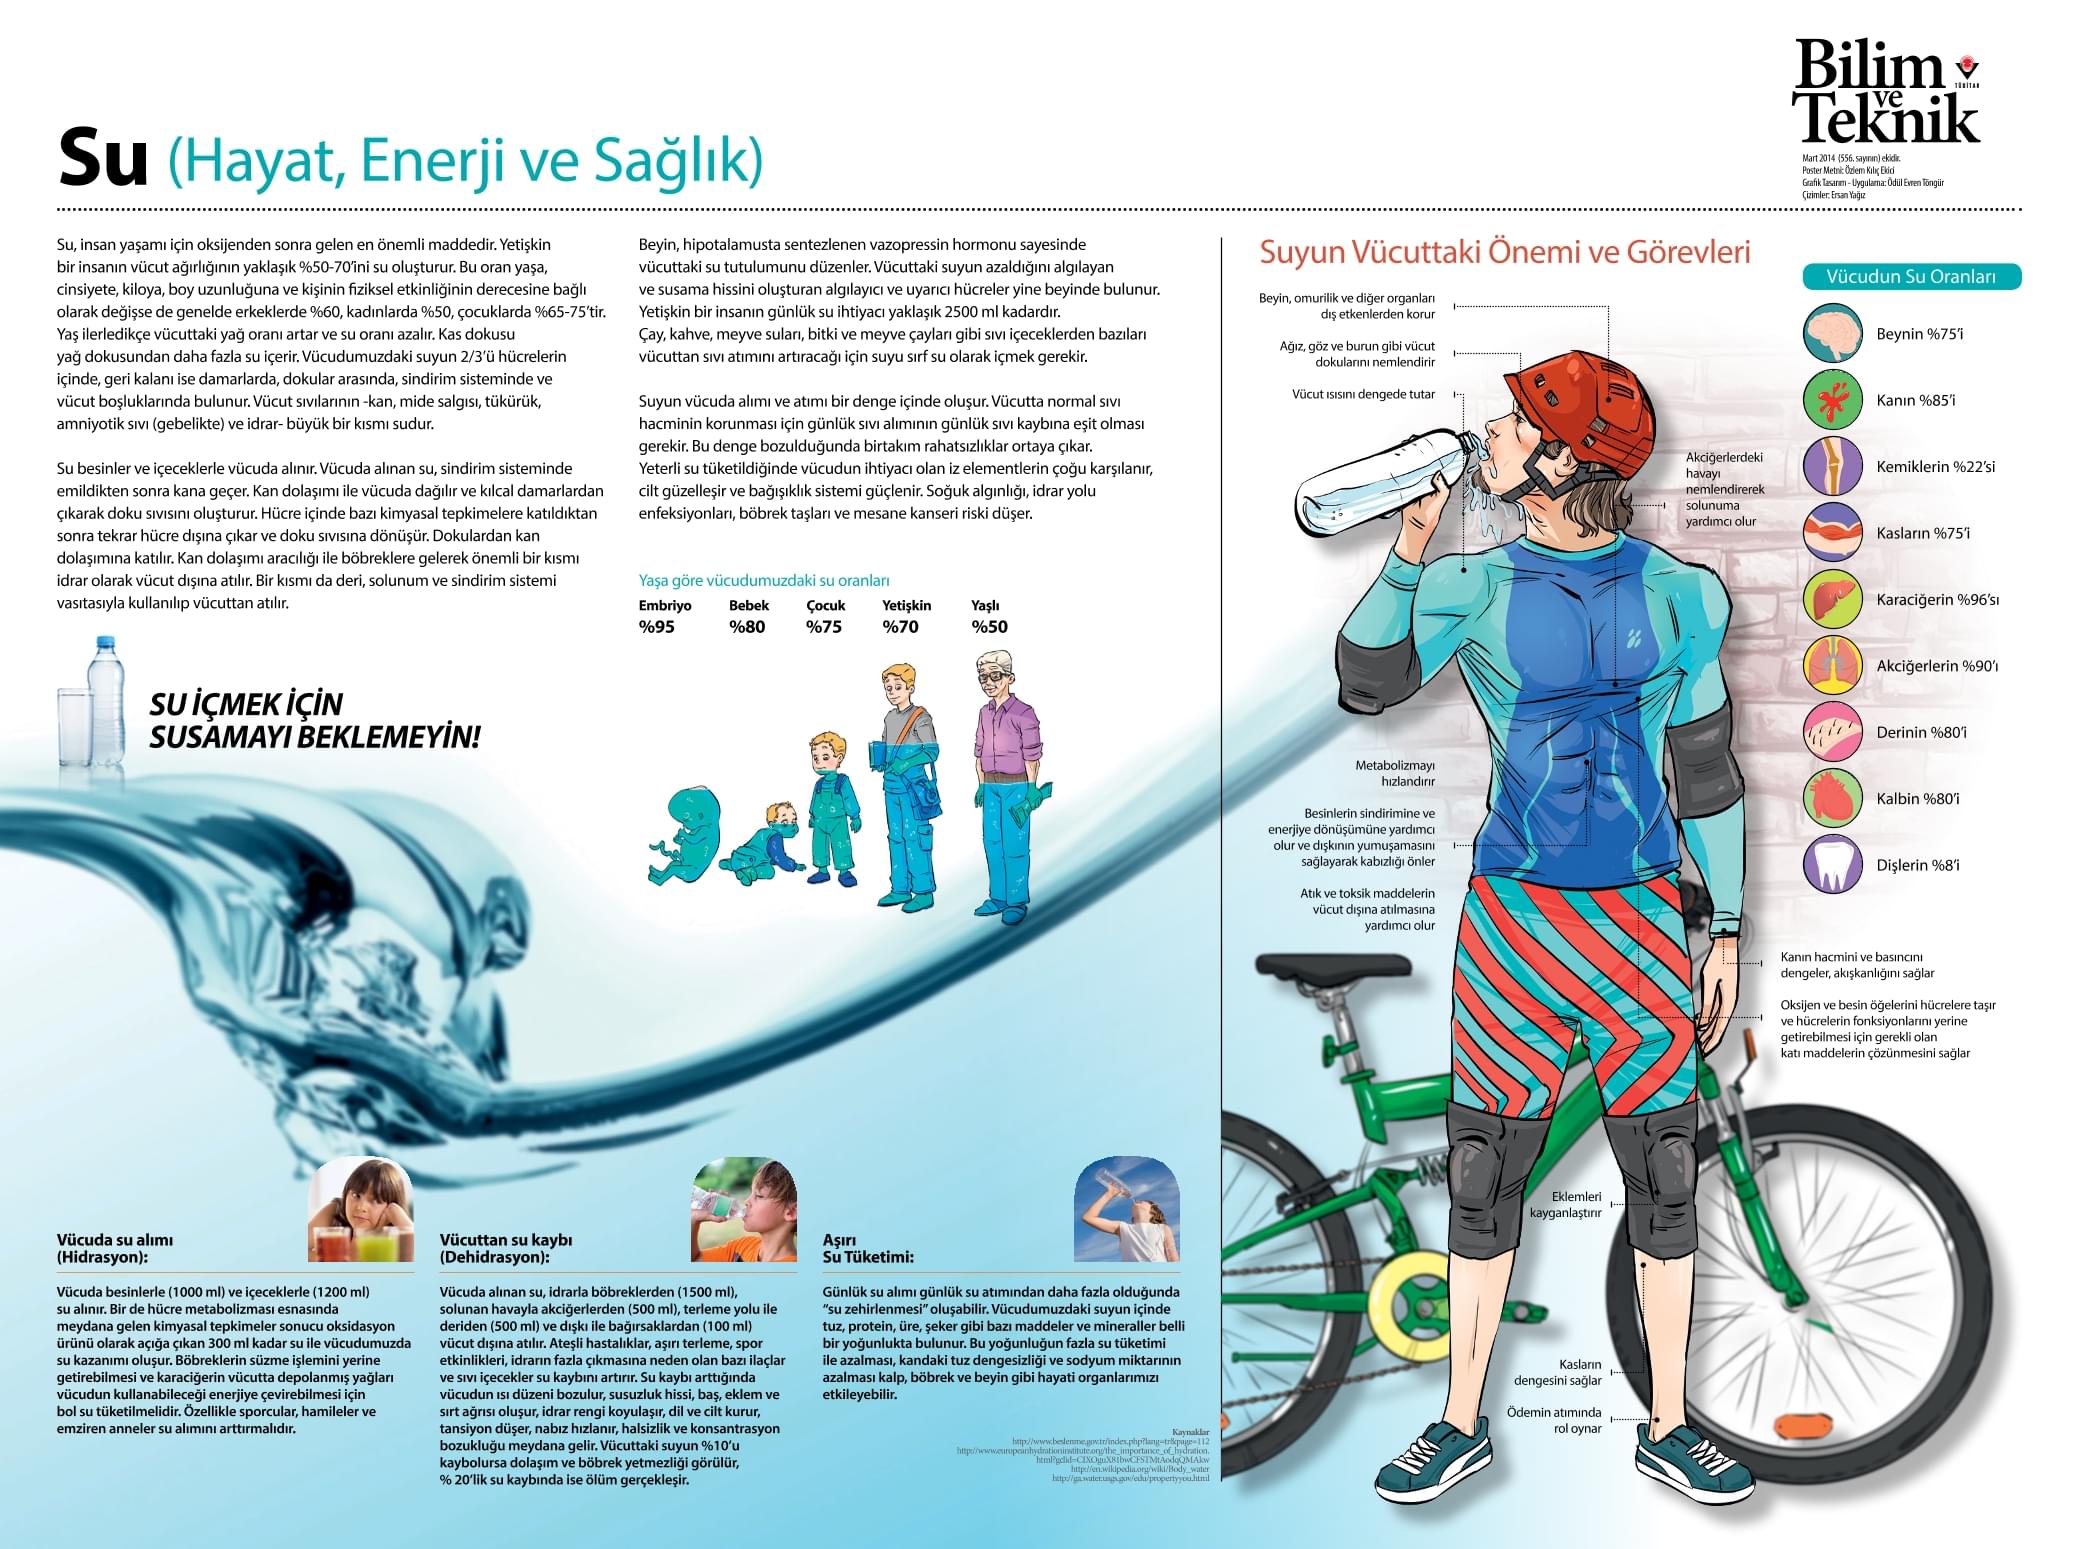 Bilim
ve
Teknik
TÜBİTAK
Mart 2014 (556. sayının) ekidir.
Poster Metni: Özlem Kılıç Ekici
Grafik Tasarım - Uygulama: Ödül Evren Töngür
Çizimler: Ersan Yağız
Su (Hayat, Enerji ve Sağlık)
Su, insan yaşamı için oksijenden sonra gelen en önemli maddedir. Yetişkin
bir insanın vücut ağırlığının yaklaşık %50-70’ini su oluşturur. Bu oran yaşa,
cinsiyete, kiloya, boy uzunluğuna ve kişinin fiziksel etkinliğinin derecesine bağlı
olarak değişse de genelde erkeklerde %60, kadınlarda %50, çocuklarda %65-75’tir.
Yaş ilerledikçe vücuttaki yağ oranı artar ve su oranı azalır. Kas dokusu
yağ dokusundan daha fazla su içerir. Vücudumuzdaki suyun 2/3’ü hücrelerin
içinde, geri kalanı ise damarlarda, dokular arasında, sindirim sisteminde ve
vücut boşluklarında bulunur. Vücut sıvılarının -kan, mide salgısı, tükürük,
amniyotik sıvı (gebelikte) ve idrar- büyük bir kısmı sudur.
Su besinler ve içeceklerle vücuda alınır. Vücuda alınan su, sindirim sisteminde
emildikten sonra kana geçer. Kan dolaşımı ile vücuda dağılır ve kılcal damarlardan
çıkarak doku sıvısını oluşturur. Hücre içinde bazı kimyasal tepkimelere katıldıktan
sonra tekrar hücre dışına çıkar ve doku sıvısına dönüşür. Dokulardan kan
dolaşımına katılır. Kan dolaşımı aracılığı ile böbreklere gelerek önemli bir kısmı
idrar olarak vücut dışına atılır. Bir kısmı da deri, solunum ve sindirim sistemi
vasıtasıyla kullanılıp vücuttan atılır.
SU İÇMEK İÇİN
SUSAMAYI BEKLEMEYİN!
Beyin, hipotalamusta sentezlenen vazopressin hormonu sayesinde
vücuttaki su tutulumunu düzenler. Vücuttaki suyun azaldığını algılayan
ve susama hissini oluşturan algılayıcı ve uyarıcı hücreler yine beyinde bulunur.
Yetişkin bir insanın günlük su ihtiyacı yaklaşık 2500 ml kadardır.
Çay, kahve, meyve suları, bitki ve meyve çayları gibi sıvı içeceklerden bazıları
vücuttan sıvı atımını artıracağı için suyu sırf su olarak içmek gerekir.
Suyun vücuda alımı ve atımı bir denge içinde oluşur. Vücutta normal sıvı
hacminin korunması için günlük sıvı alımının günlük sıvı kaybına eşit olması
gerekir. Bu denge bozulduğunda birtakım rahatsızlıklar ortaya çıkar.
Yeterli su tüketildiğinde vücudun ihtiyacı olan iz elementlerin çoğu karşılanır,
cilt güzelleşir ve bağışıklık sistemi güçlenir. Soğuk algınlığı, idrar yolu
enfeksiyonları, böbrek taşları ve mesane kanseri riski düşer.
Yaşa göre vücudumuzdaki su oranları
Embriyo Bebek Çocuk Yetişkin Yaşlı
%95 %80 %75 %70 %50
Vücuda su alımı
(Hidrasyon):
Vücuda besinlerle (1000 ml) ve içeceklerle (1200 ml)
su alınır. Bir de hücre metabolizması esnasında
meydana gelen kimyasal tepkimeler sonucu oksidasyon
ürünü olarak açığa çıkan 300 ml kadar su ile vücudumuzda
su kazanımı oluşur. Böbreklerin süzme işlemini yerine
getirebilmesi ve karaciğerin vücutta depolanmış yağları
vücudun kullanabileceği enerjiye çevirebilmesi için
bol su tüketilmelidir. Özellikle sporcular, hamileler ve
emziren anneler su alımını arttırmalıdır.
Vücuttan su kaybı
(Dehidrasyon):
Vücuda alınan su, idrarla böbreklerden (1500 ml),
solunan havayla akciğerlerden (500 ml), terleme yolu ile
deriden (500 ml) ve dışkı ile bağırsaklardan (100 ml)
vücut dışına atılır. Ateşli hastalıklar, aşırı terleme, spor
etkinlikleri, idrarın fazla çıkmasına neden olan bazı ilaçlar
ve sıvı içecekler su kaybını artırır. Su kaybı arttığında
vücudun ısı düzeni bozulur, susuzluk hissi, baş, eklem ve
sırt ağrısı oluşur, idrar rengi koyulaşır, dil ve cilt kurur,
tansiyon düşer, nabız hızlanır, halsizlik ve konsantrasyon
bozukluğu meydana gelir. Vücuttaki suyun %10’u
kaybolursa dolaşım ve böbrek yetmezliği görülür,
% 20’lik su kaybında ise ölüm gerçekleşir.
Aşırı
Su Tüketimi:
Günlük su alımı günlük su atımından daha fazla olduğunda
“su zehirlenmesi” oluşabilir. Vücudumuzdaki suyun içinde
tuz, protein, üre, şeker gibi bazı maddeler ve mineraller belli
bir yoğunlukta bulunur. Bu yoğunluğun fazla su tüketimi
ile azalması, kandaki tuz dengesizliği ve sodyum miktarının
azalması kalp, böbrek ve beyin gibi hayati organlarımızı
etkileyebilir.
Kaynaklar
http://www.beslenme.gov.tr/index.php?lang=tr&page=112
http://www.europeanhydrationinstitute.org/the_importance_of_hydration.
html?gclid=CIXOguX81bwCFSTMtAodqQMAkw
http://en.wikipedia.org/wiki/Body_water
http://ga.water.usgs.gov/edu/propertyyou.html
Suyun Vücuttaki Önemi ve Görevleri
Beyin, omurilik ve diğer organları
dış etkenlerden korur
Ağız, göz ve burun gibi vücut
dokularını nemlendirir
Vücut ısısını dengede tutar
Akciğerlerdeki
havayı
nemlendirerek
solunuma
yardımcı olur
Metabolizmayı
hızlandırır
Besinlerin sindirimine ve
enerjiye dönüşümüne yardımcı
olur ve dışkının yumuşamasını
sağlayarak kabızlığı önler
Atık ve toksik maddelerin
vücut dışına atılmasına
yardımcı olur
Kanın hacmini ve basıncını
dengeler, akışkanlığını sağlar
Oksijen ve besin öğelerini hücrelere taşır
ve hücrelerin fonksiyonlarını yerine
getirebilmesi için gerekli olan
katı maddelerin çözünmesini sağlar
Eklemleri
kayganlaştırır
Kasların
dengesini sağlar
Ödemin atımında
rol oynar
Vücudun Su Oranları
Beynin %75’i
Kanın %85’i
Kemiklerin %22’si
Kasların %75’i
Karaciğerin %96’sı
Akciğerlerin %90’ı
Derinin %80’i
Kalbin %80’i
Dişlerin %8’i